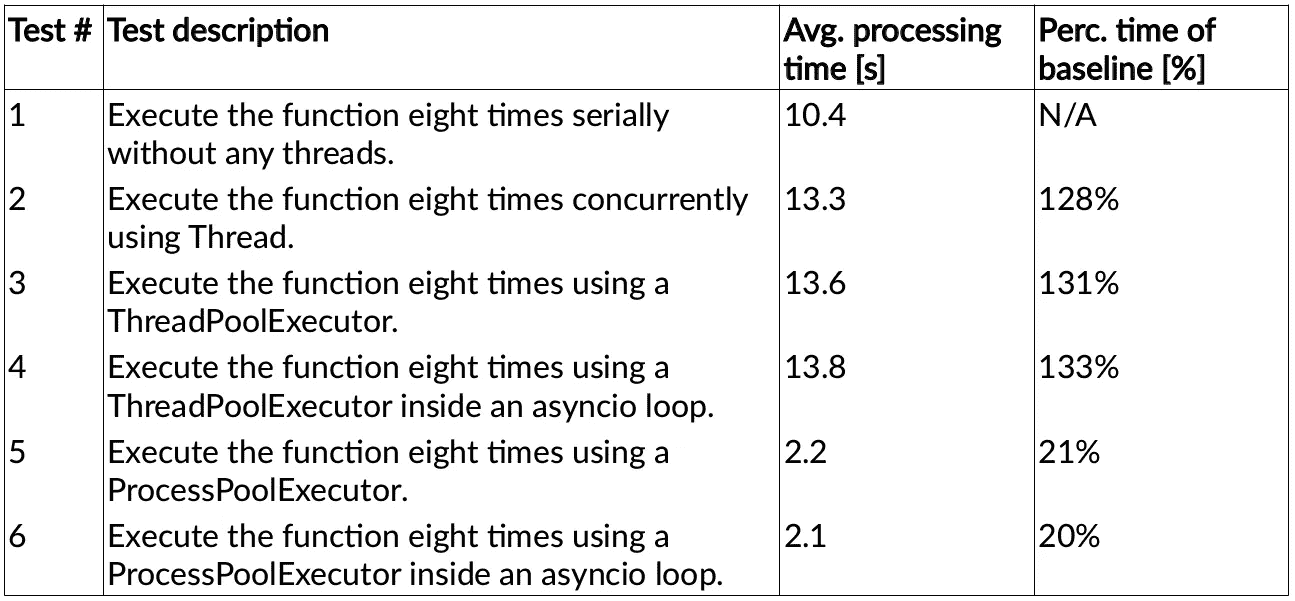 Test # Test description Avg. processing Perc. time of
time [s] baseline [%]
1 Execute the function eight times serially 10.4 N/A
without any threads.
2 Execute the function eight times concurrently 13.3 128%
using Thread.
3 Execute the function eight times using a 13.6 131%
ThreadPoolExecutor.
4 Execute the function eight times using a 13.8 133%
ThreadPoolExecutor inside an asyncio loop.
5 Execute the function eight times using a 2.2 21%
ProcessPoolExecutor.
6 Execute the function eight times using a 2.1 20%
ProcessPoolExecutor inside an asyncio loop.